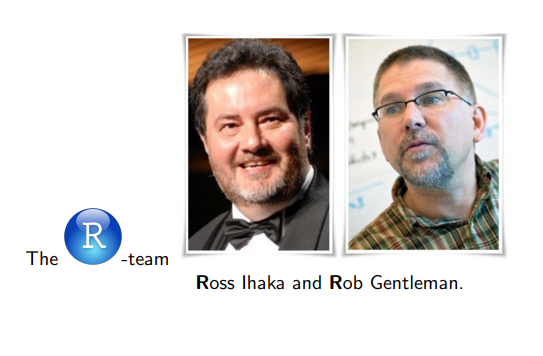 The R-team
Ross Ihaka and Rob Gentleman.